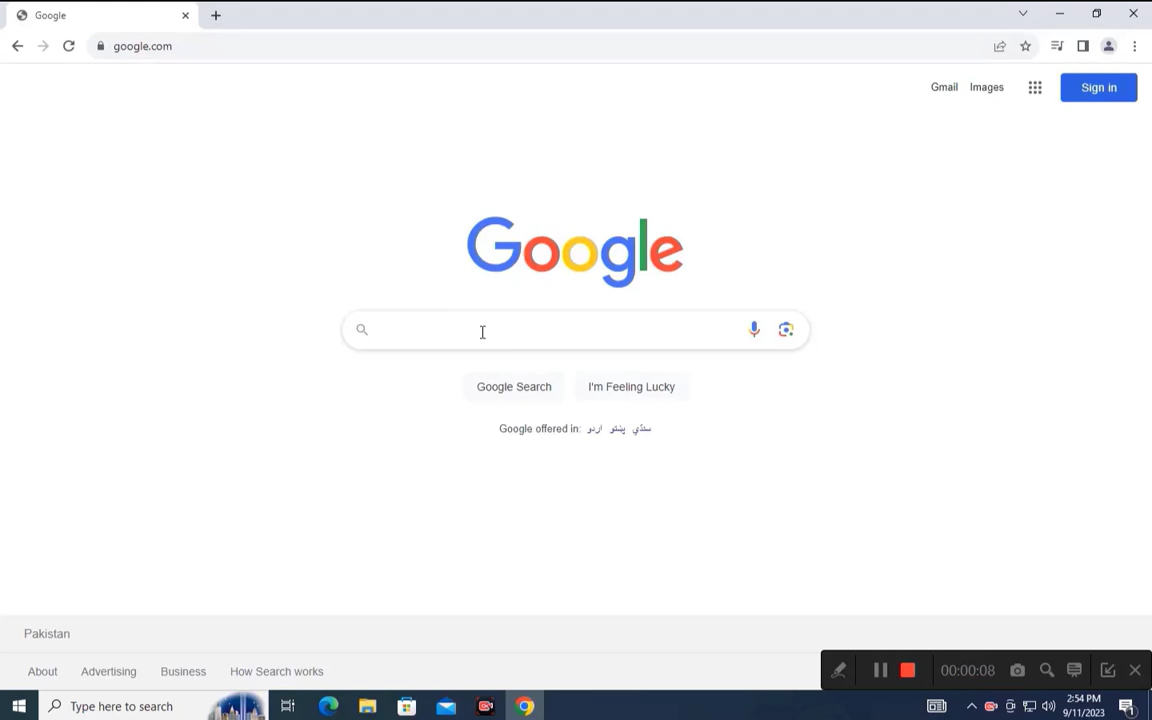 Google
google.com
Gmail Images Sign in
Google
Google Search I'm Feeling Lucky
Google offered in: اردو پښتو سنڌي
Pakistan
About Advertising Business How Search works
00:00:08
Type here to search
2:54 PM
9/11/2023
1